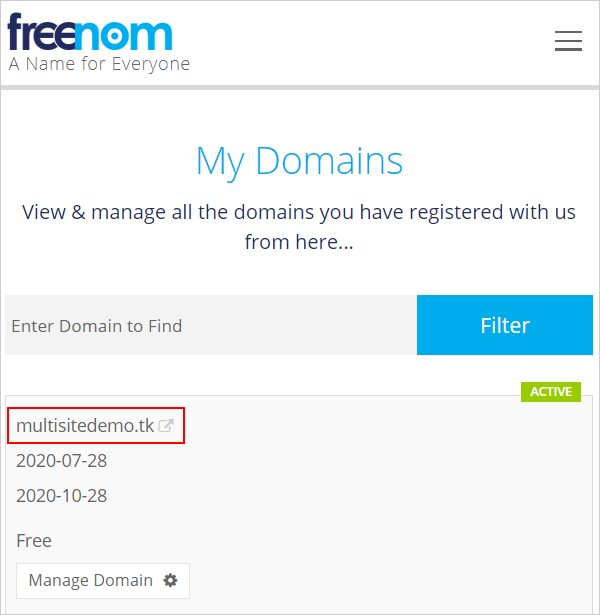 freenom
A Name for Everyone
My Domains
View & manage all the domains you have registered with us
from here...
Enter Domain to Find
Filter
ACTIVE
multisitedemo.tk
2020-07-28
2020-10-28
Free
Manage Domain